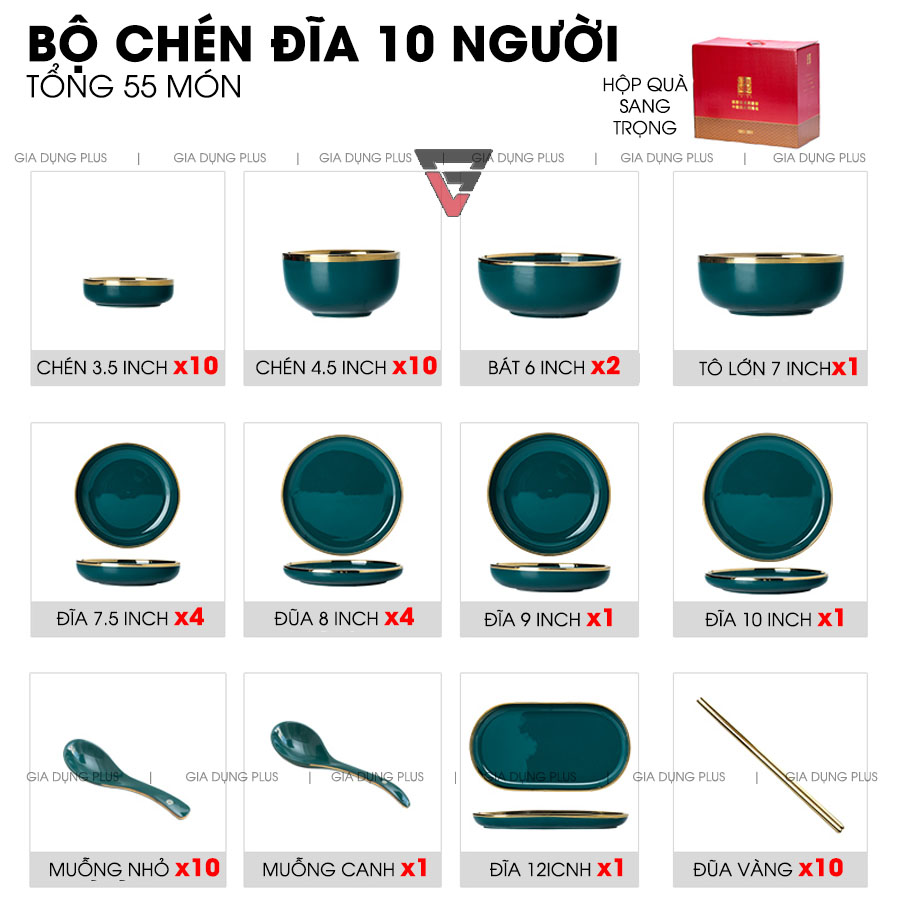 BỘ CHÉN ĐĨA 10 NGƯỜI
TỔNG 55 MÓN
HỘP QUÀ
SANG
TRỌNG
GIA DỤNG PLUS | GIA DỤNG PLUS | GIA DỤNG PLUS | GIA DỤNG PLUS | GIA DỤNG PLUS | GIA DỤNG PLUS
CHÉN 3.5 INCH x10
CHÉN 4.5 INCH x10
BÁT 6 INCH x2
TÔ LỚN 7 INCHx1
ĐĨA 7.5 INCH x4
ĐŨA 8 INCH x4
ĐĨA 9 INCH x1
ĐĨA 10 INCH x1
GIA DỤNG PLUS | GIA DỤNG PLUS | GIA DỤNG PLUS | GIA DỤNG PLUS | GIA DỤNG PLUS | GIA DỤNG PLUS
MUỖNG NHỎ x10
MUỖNG CANH x1
ĐĨA 12ICNH x1
ĐŨA VÀNG x10